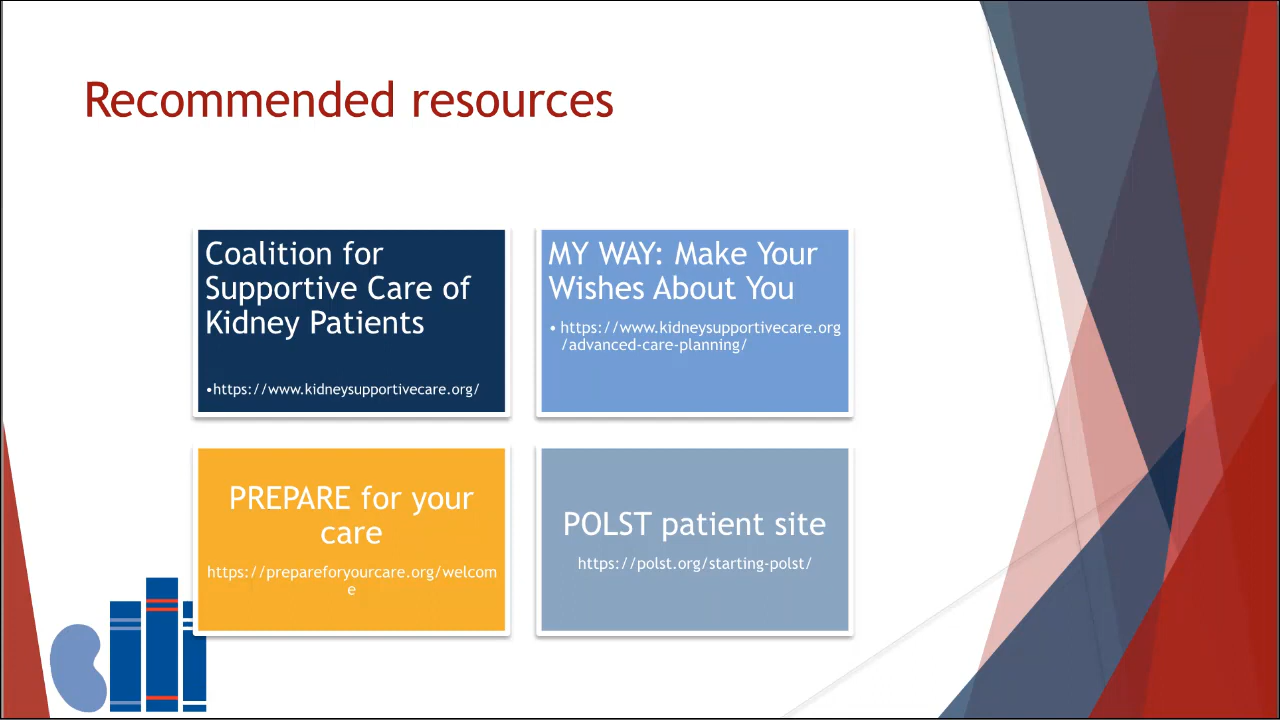 Recommended resources
Coalition for
Supportive Care of
Kidney Patients
•https://www.kidneysupportivecare.org/
MY WAY: Make Your
Wishes About You
• https://www.kidneysupportivecare.org
/advanced-care-planning/
PREPARE for your
care
https://prepareforyourcare.org/welcom
e
POLST patient site
https://polst.org/starting-polst/